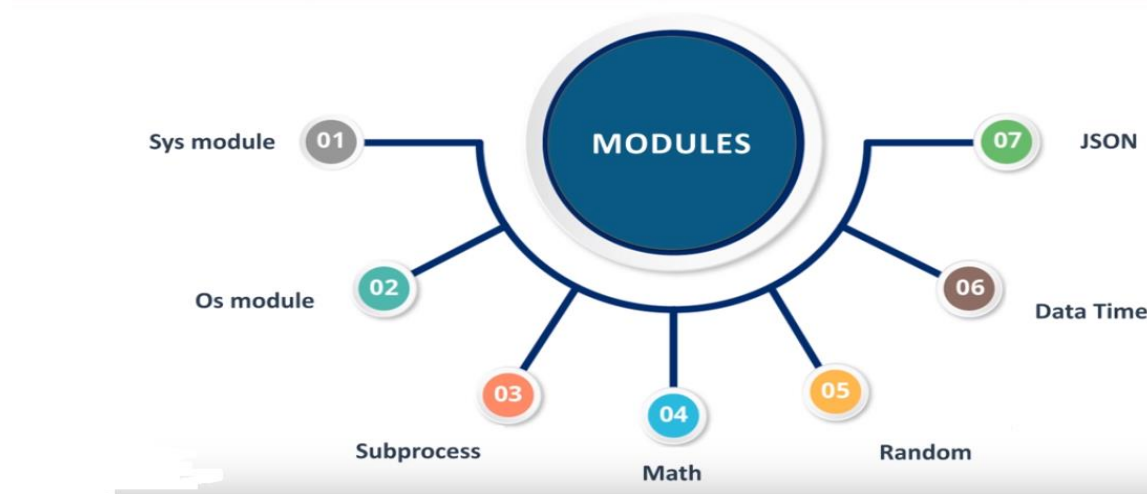 MODULES
01
Sys module
02
Os module
03
Subprocess
04
Math
05
Random
06
Data Time
07
JSON